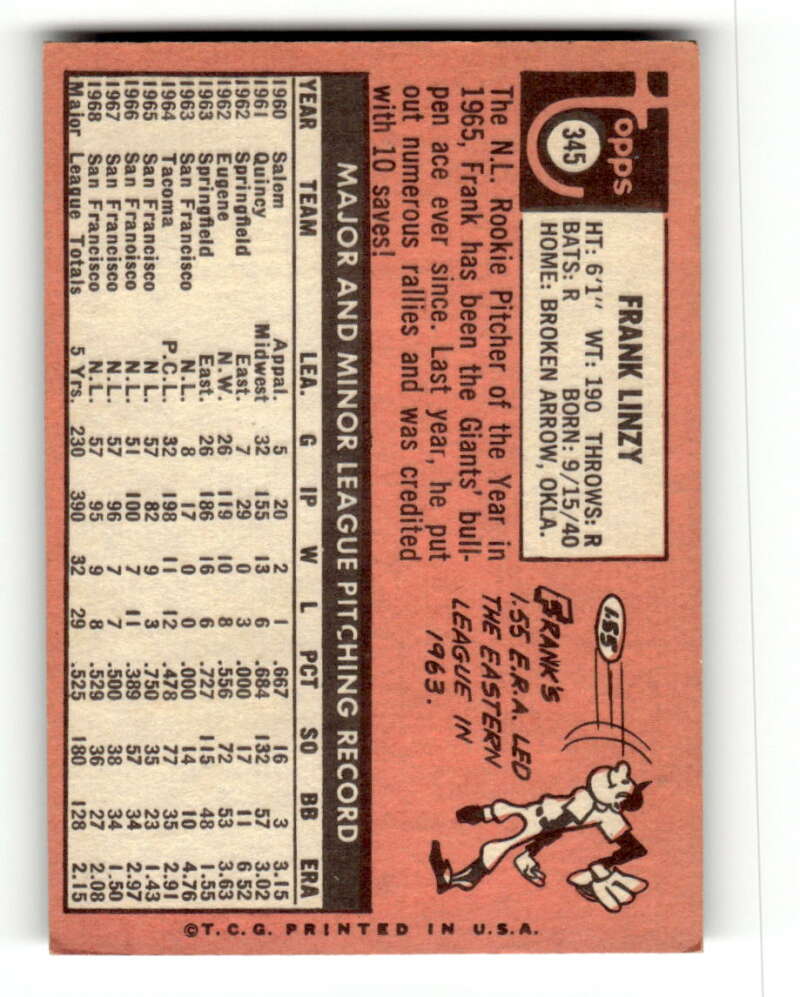 Topps
345
FRANK LINZY
HT: 6'1" WT: 190 THROWS: R
BATS: R BORN: 9/15/40
HOME: BROKEN ARROW, OKLA.
The N.L. Rookie Pitcher of the Year in
1965, Frank has been the Giants' bull-
pen ace ever since. Last year, he put
out numerous rallies and was credited
with 10 saves!
1.55
FRANK'S
1.55 E.R.A. LED
THE EASTERN
LEAGUE IN
1963.
MAJOR AND MINOR LEAGUE PITCHING RECORD
YEAR TEAM LEA. G IP W L PCT SO BB ERA
1960 Salem Appal. 5 20 2 1 .667 16 3 3.15
1961 Quincy Midwest 32 155 13 6 .684 132 57 3.02
1962 Springfield East. 7 29 0 3 .000 17 11 6.52
1962 Eugene N.W. 26 119 10 8 .556 72 53 3.63
1963 Springfield East. 26 186 16 6 .727 115 48 1.55
1963 San Francisco N.L. 8 17 0 0 .000 14 10 4.76
1964 Tacoma P.C.L. 32 198 11 12 .478 77 35 2.91
1965 San Francisco N.L. 57 82 9 3 .750 35 23 1.43
1966 San Francisco N.L. 51 100 7 11 .389 57 34 2.97
1967 San Francisco N.L. 57 96 7 7 .500 38 34 1.50
1968 San Francisco N.L. 57 95 9 8 .529 36 27 2.08
Major League Totals 5 Yrs. 230 390 32 29 .525 180 128 2.15
©T.C.G. PRINTED IN U.S.A.